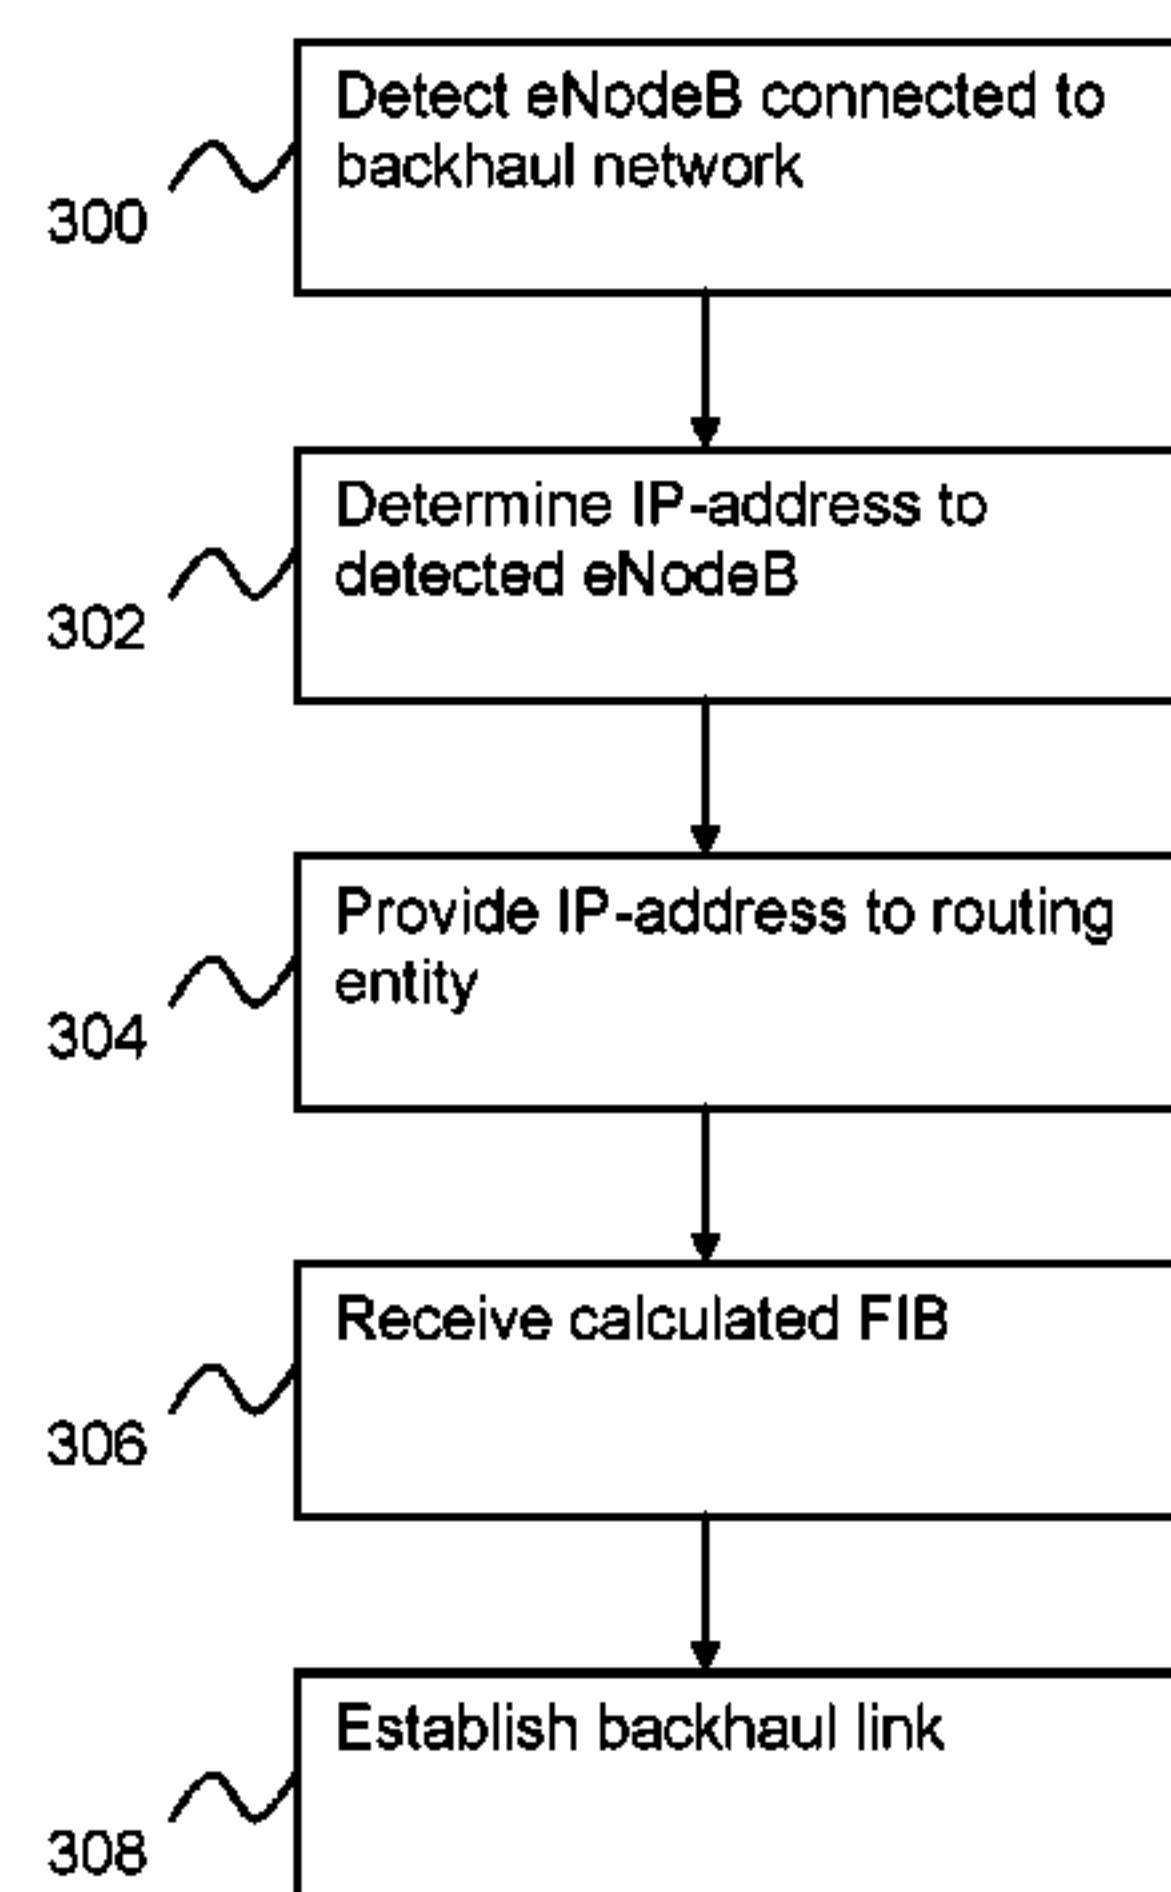 Detect eNodeB connected to
backhaul network
300
Determine IP-address to
detected eNodeB
302
Provide IP-address to routing
entity
304
Receive calculated FIB
306
Establish backhaul link
308